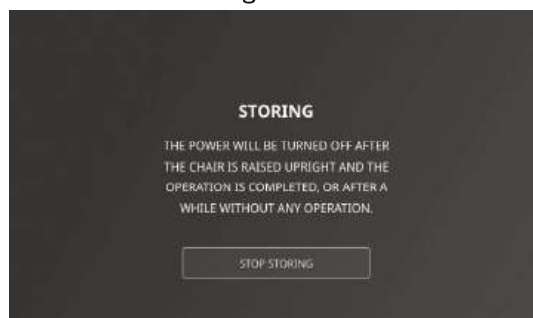 STORING
THE POWER WILL BE TURNED OFF AFTER
THE CHAIR IS RAISED UPRIGHT AND THE
OPERATION IS COMPLETED, OR AFTER A
WHILE WITHOUT ANY OPERATION.
STOP STORING